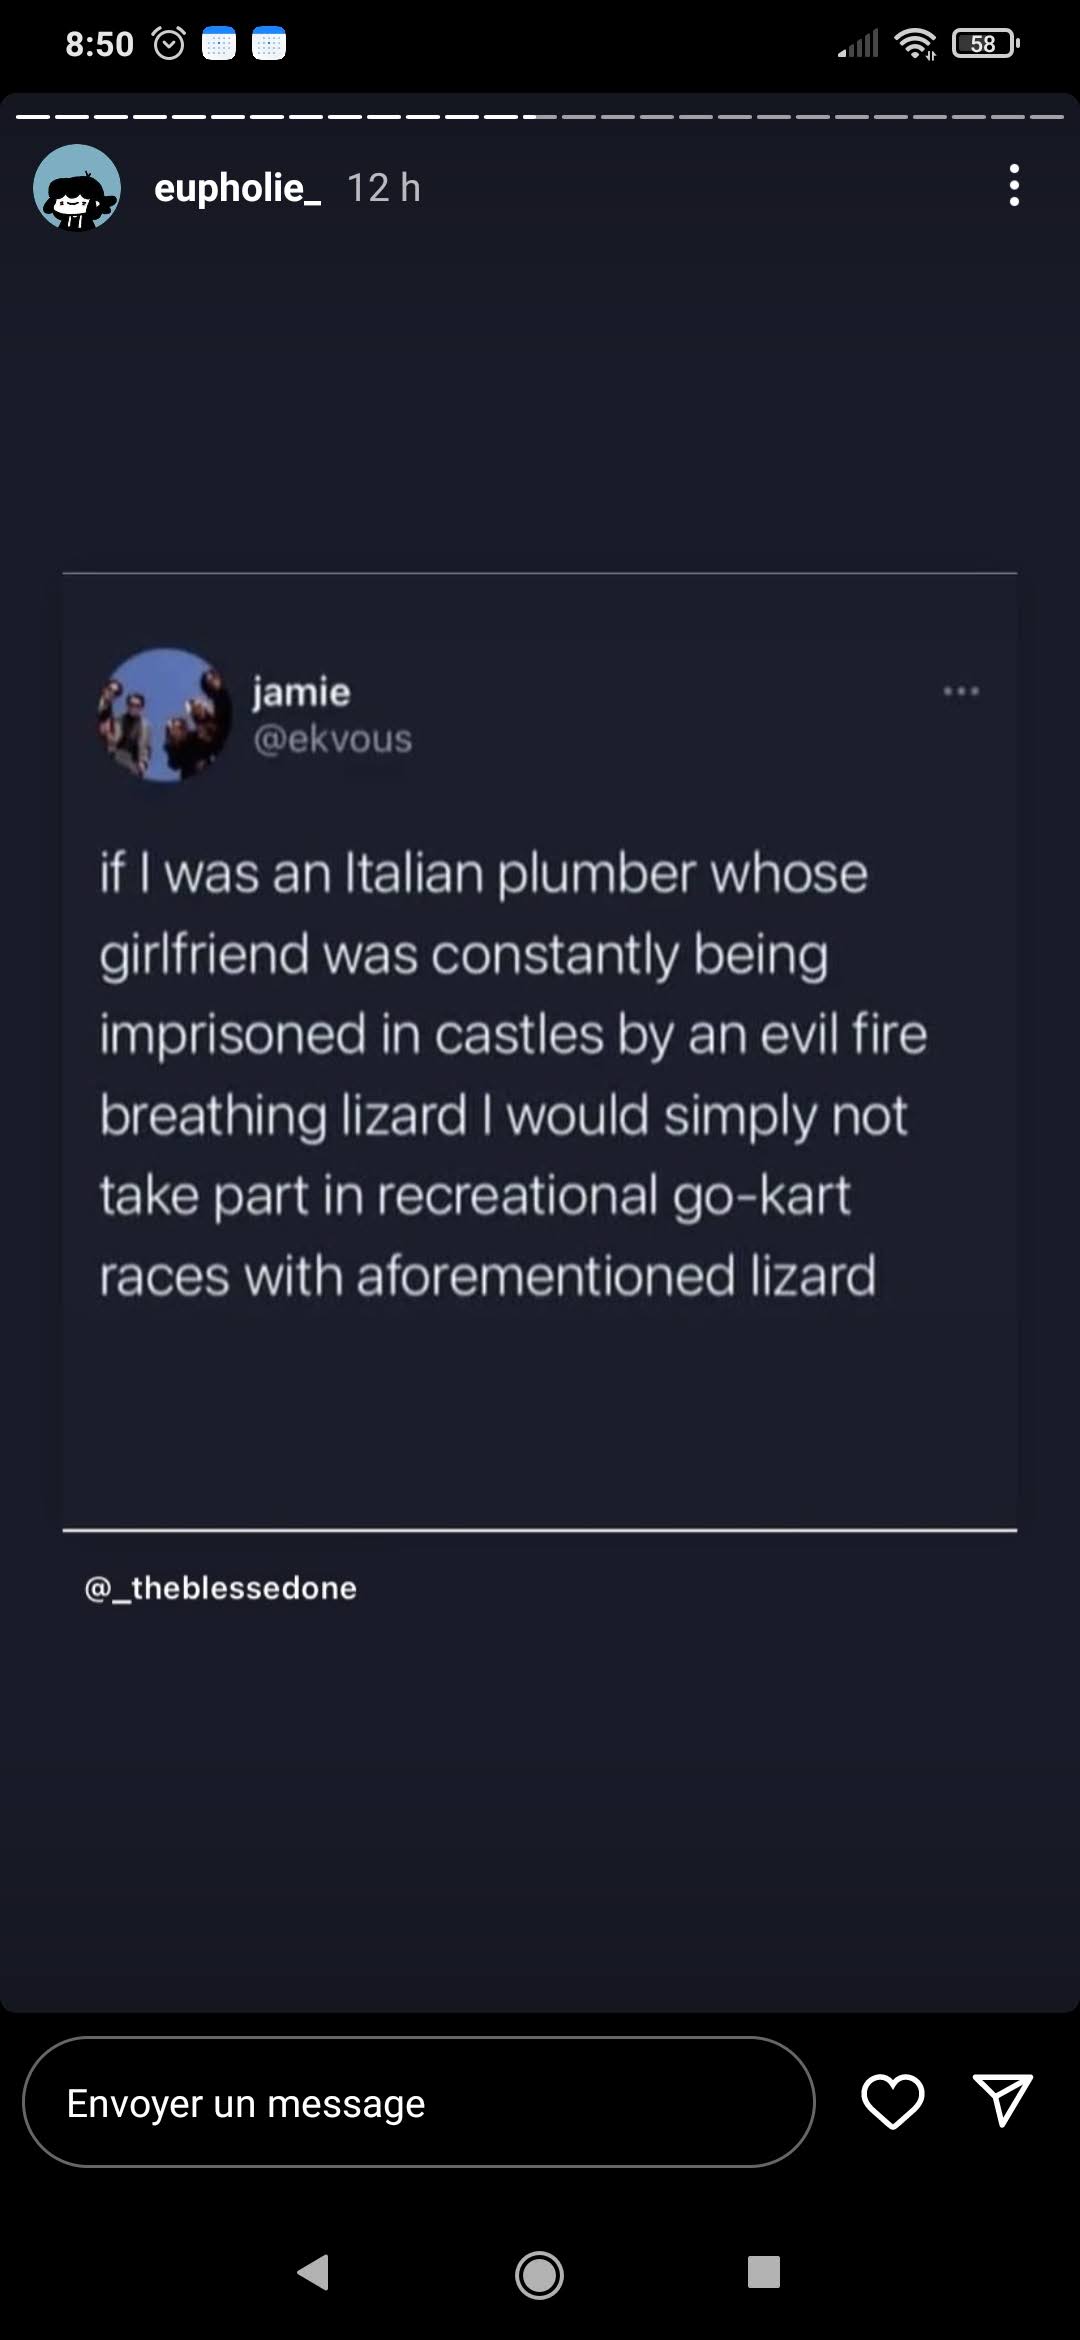 8:50
58
eupholie_ 12 h
jamie
@ekvous
if I was an Italian plumber whose
girlfriend was constantly being
imprisoned in castles by an evil fire
breathing lizard I would simply not
take part in recreational go-kart
races with aforementioned lizard
@_theblessedone
Envoyer un message